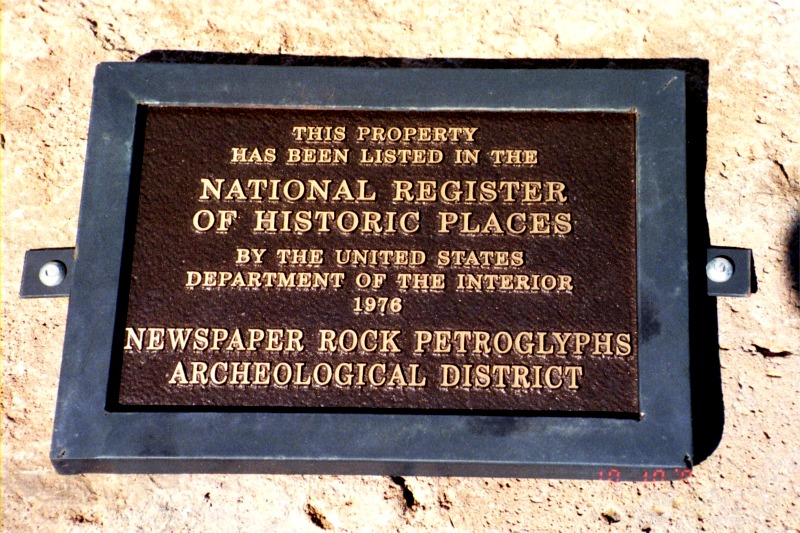 THIS PROPERTY
HAS BEEN LISTED IN THE
NATIONAL REGISTER
OF HISTORIC PLACES
BY THE UNITED STATES
DEPARTMENT OF THE INTERIOR
1976
NEWSPAPER ROCK PETROGLYPHS
ARCHEOLOGICAL DISTRICT